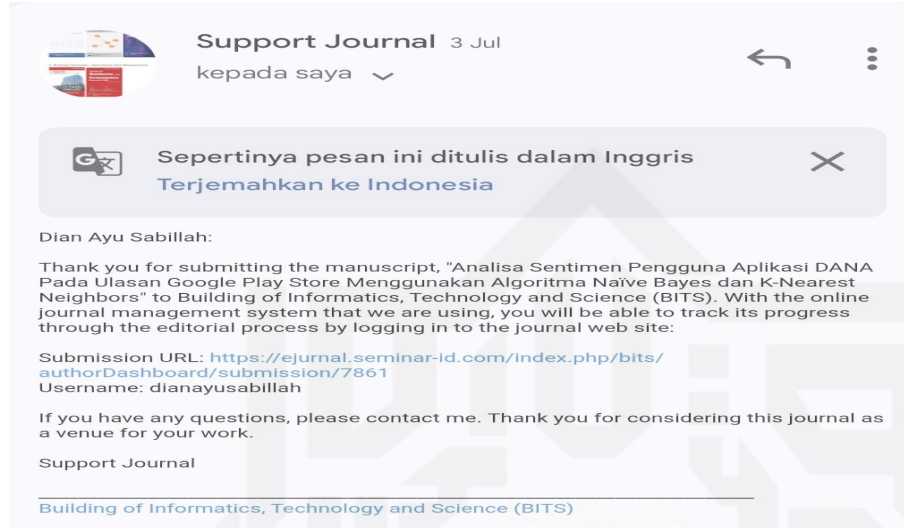 Support Journal 3 Jul
kepada saya
Sepertinya pesan ini ditulis dalam Inggris
Terjemahkan ke Indonesia
Dian Ayu Sabillah:
Thank you for submitting the manuscript, "Analisa Sentimen Pengguna Aplikasi DANA
Pada Ulasan Google Play Store Menggunakan Algoritma Naïve Bayes dan K-Nearest
Neighbors" to Building of Informatics, Technology and Science (BITS). With the online
journal management system that we are using, you will be able to track its progress
through the editorial process by logging in to the journal web site:
Submission URL: https://ejurnal.seminar-id.com/index.php/bits/
authorDashboard/submission/7861
Username: dianayusabillah
If you have any questions, please contact me. Thank you for considering this journal as
a venue for your work.
Support Journal
Building of Informatics, Technology and Science (BITS)